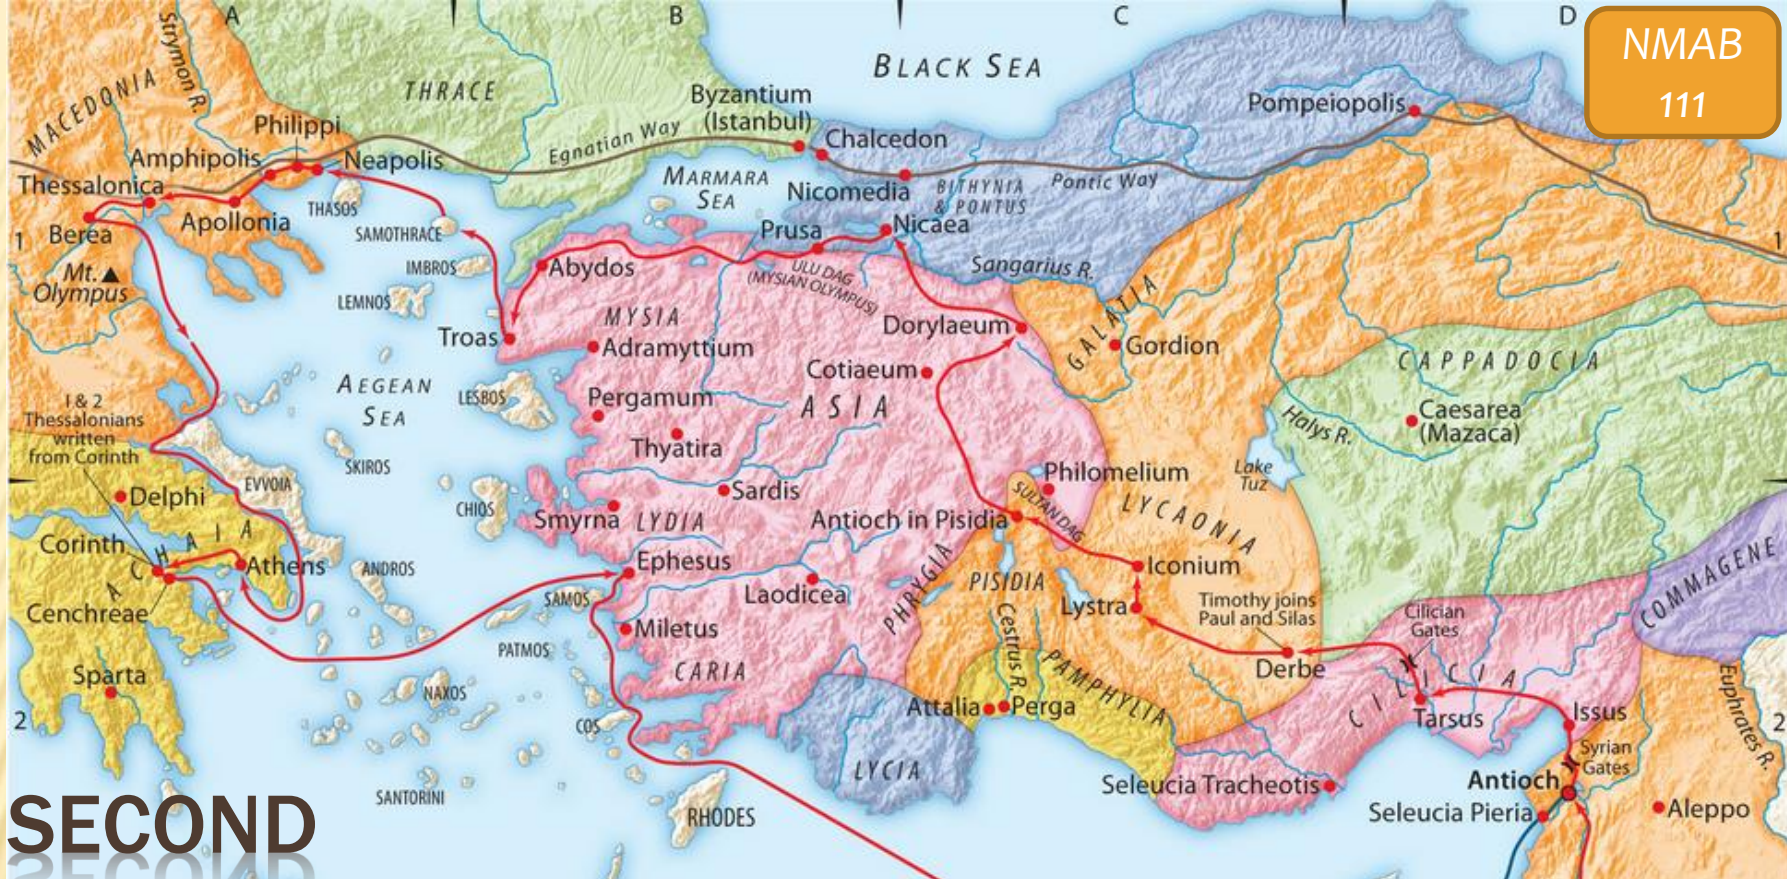 A
B
C
D
NMAB
111
Strymon R.
MACEDONIA
THRACE
BLACK SEA
Byzantium
(Istanbul)
Pompeiopolis
Philippi
Egnatian Way
Chalcedon
Amphipolis
Neapolis
MARMARA
SEA
Nicomedia
BITHYNIA
& PONTUS
Pontic Way
Thessalonica
THASOS
Apollonia
SAMOTHRACE
Prusa
Nicaea
1
Berea
1
Mt.
Olympus
IMBROS
Abydos
ULU DAG
(MYSIAN OLYMPUS)
Sangarius R.
LEMNOS
MYSIA
Dorylaeum
GALATIA
Troas
Adramyttium
Gordion
CAPPADOCIA
Cotiaeum
AEGEAN
SEA
LESBOS
Pergamum
ASIA
1 & 2
Thessalonians
written
from Corinth
Caesarea
(Mazaca)
Halys R.
Thyatira
SKIROS
Philomelium
Lake
Tuz
EVVOIA
Delphi
CHIOS
Sardis
SULTAN DAG
LYCAONIA
Smyrna
LYDIA
Antioch in Pisidia
Corinth
ACHAIA
Athens
ANDROS
Ephesus
Iconium
COMMAGENE
Cenchreae
SAMOS
Laodicea
PHRYGIA
PISIDIA
Lystra
Timothy joins
Paul and Silas
Cilician
Gates
Miletus
Cestrus R.
PATMOS
Derbe
Sparta
CARIA
PAMPHYLIA
CILICIA
Euphrates R.
NAXOS
Attalia
Perga
Tarsus
Issus
2
COS
2
Syrian
Gates
LYCIA
Seleucia Tracheotis
Antioch
SANTORINI
RHODES
Seleucia Pieria
Aleppo
SECOND